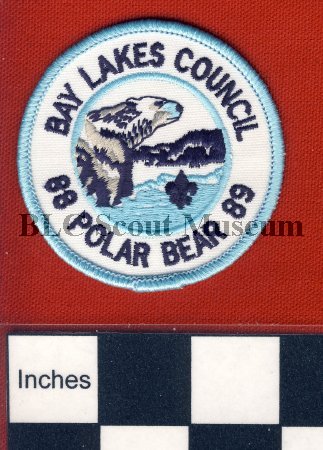 BAY LAKES COUNCIL
88 POLAR BEAR 89
BLC Scout Museum
Inches